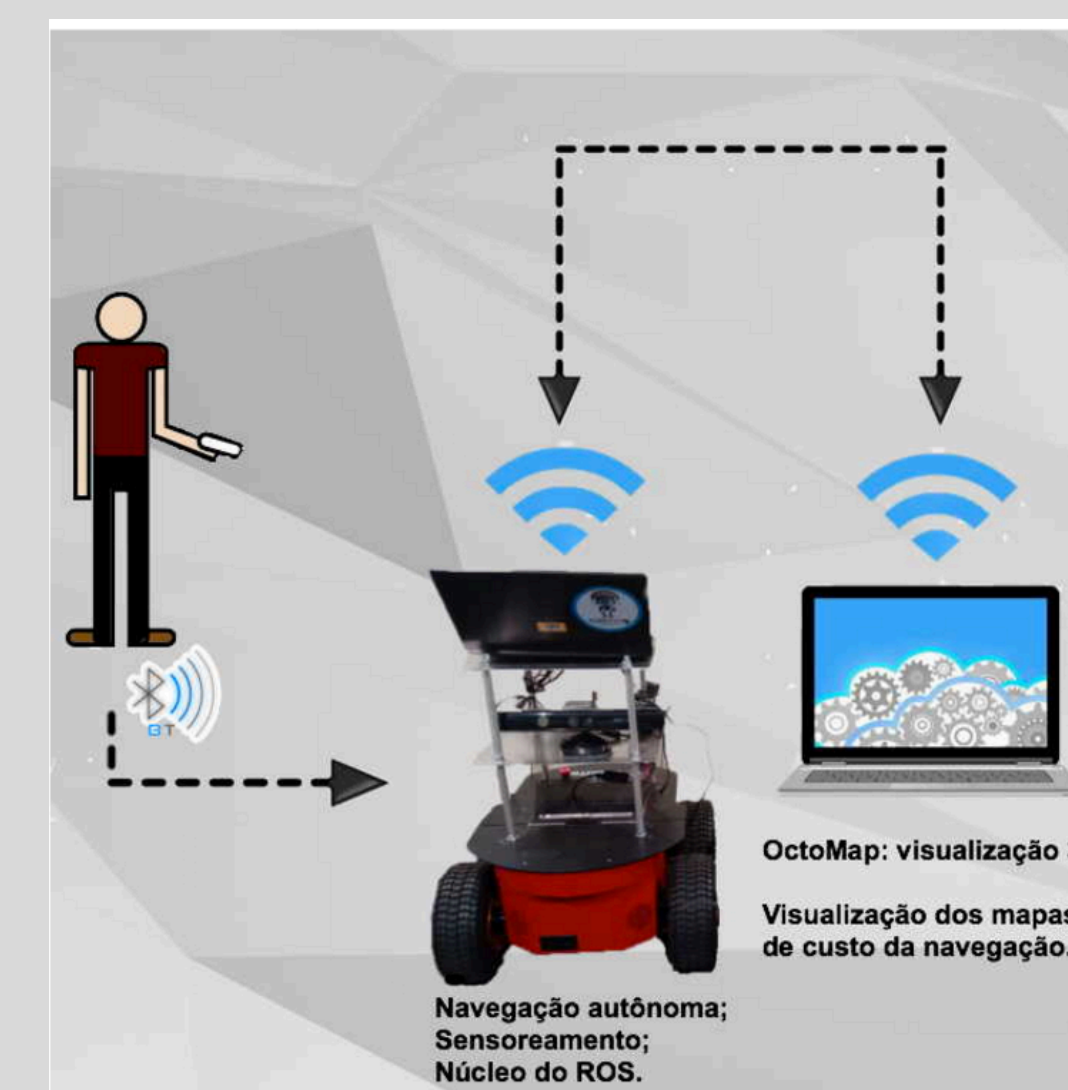 BT
OctoMap: visualização
Visualização dos mapas
de custo da navegação.
Navegação autônoma;
Sensoreamento;
Núcleo do ROS.